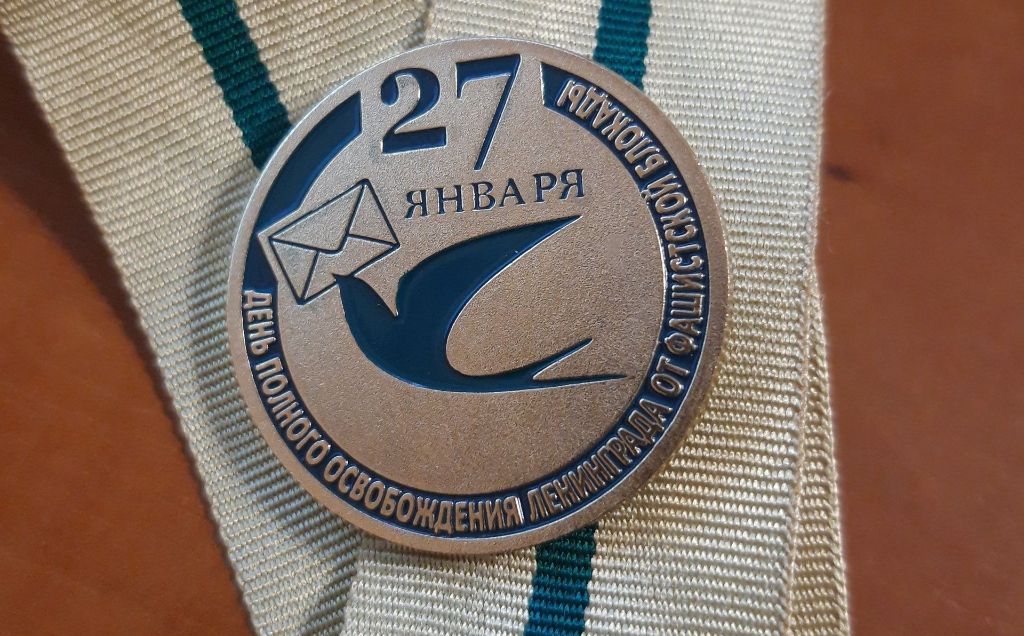 27
ЯНВАРЯ
ДЕНЬ ПОЛНОГО ОСВОБОЖДЕНИЯ ЛЕНИНГРАДА ОТ ФАШИСТСКОЙ БЛОКАДЫ